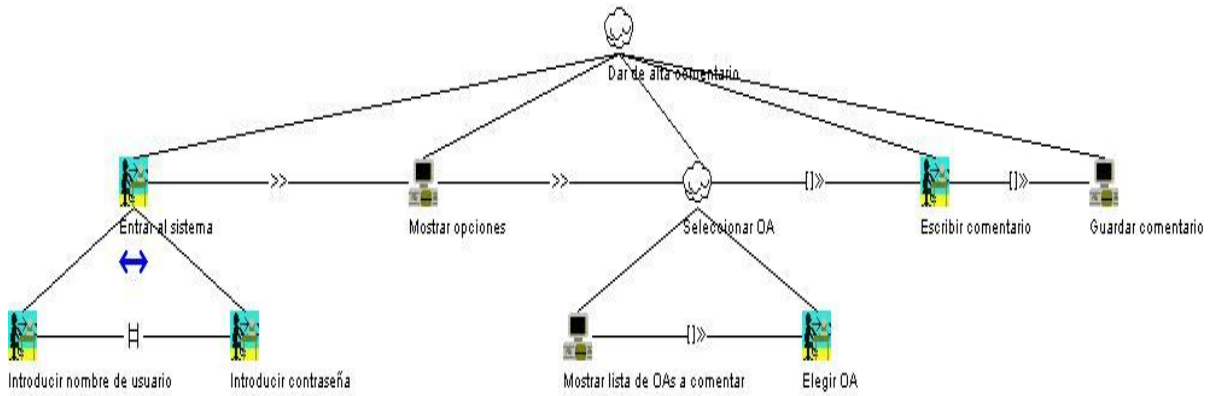 Dar de alta comentario
>>
>>
[]>>
[]>>
Entrar al sistema
Mostrar opciones
Seleccionar OA
Escribir comentario
Guardar comentario
|=|
[]>>
Introducir nombre de usuario
Introducir contraseña
Mostrar lista de OAs a comentar
Elegir OA